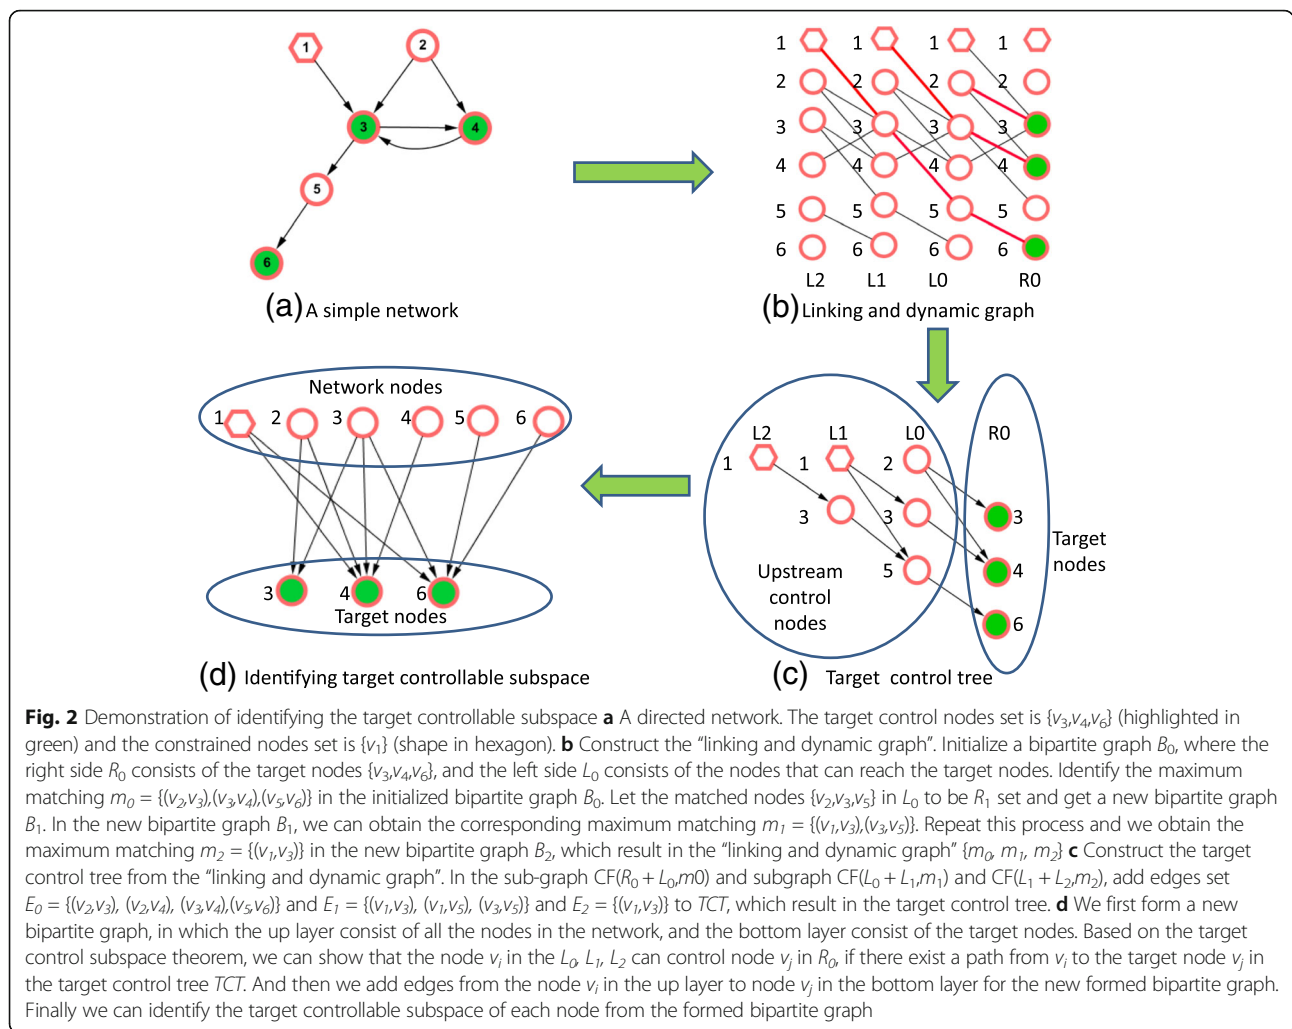 1
2
3
4
5
6
(a) A simple network
1 1 1 1
2 2 2 2
3 3 3 3
4 4 4 4
5 5 5 5
6 6 6 6
L2 L1 L0 R0
(b) Linking and dynamic graph
Network nodes
1 2 3 4 5 6
3 4 6
Target nodes
(d) Identifying target controllable subspace
L2 L1 L0 R0
1 1 2
3 3 3
5 4
6
Upstream
control
nodes
Target
nodes
(c) Target control tree
Fig. 2 Demonstration of identifying the target controllable subspace a A directed network. The target control nodes set is {v3,v4,v6} (highlighted in
green) and the constrained nodes set is {v1} (shape in hexagon). b Construct the “linking and dynamic graph”. Initialize a bipartite graph B0, where the
right side R0 consists of the target nodes {v3,v4,v6}, and the left side L0 consists of the nodes that can reach the target nodes. Identify the maximum
matching m0 = {(v2,v3),(v3,v4),(v5,v6)} in the initialized bipartite graph B0. Let the matched nodes {v2,v3,v5} in L0 to be R1 set and get a new bipartite graph
B1. In the new bipartite graph B1, we can obtain the corresponding maximum matching m1 = {(v1,v3),(v3,v5)}. Repeat this process and we obtain the
maximum matching m2 = {(v1,v3)} in the new bipartite graph B2, which result in the “linking and dynamic graph” {m0, m1, m2} c Construct the target
control tree from the “linking and dynamic graph”. In the sub-graph CF(R0 + L0,m0) and subgraph CF(L0 + L1,m1) and CF(L1 + L2,m2), add edges set
E0 = {(v2,v3), (v2,v4), (v3,v4),(v5,v6)} and E1 = {(v1,v3), (v1,v5), (v3,v5)} and E2 = {(v1,v3)} to TCT, which result in the target control tree. d We first form a new
bipartite graph, in which the up layer consist of all the nodes in the network, and the bottom layer consist of the target nodes. Based on the target
control subspace theorem, we can show that the node vi in the L0, L1, L2 can control node vj in R0, if there exist a path from vi to the target node vj in
the target control tree TCT. And then we add edges from the node vi in the up layer to node vj in the bottom layer for the new formed bipartite graph.
Finally we can identify the target controllable subspace of each node from the formed bipartite graph